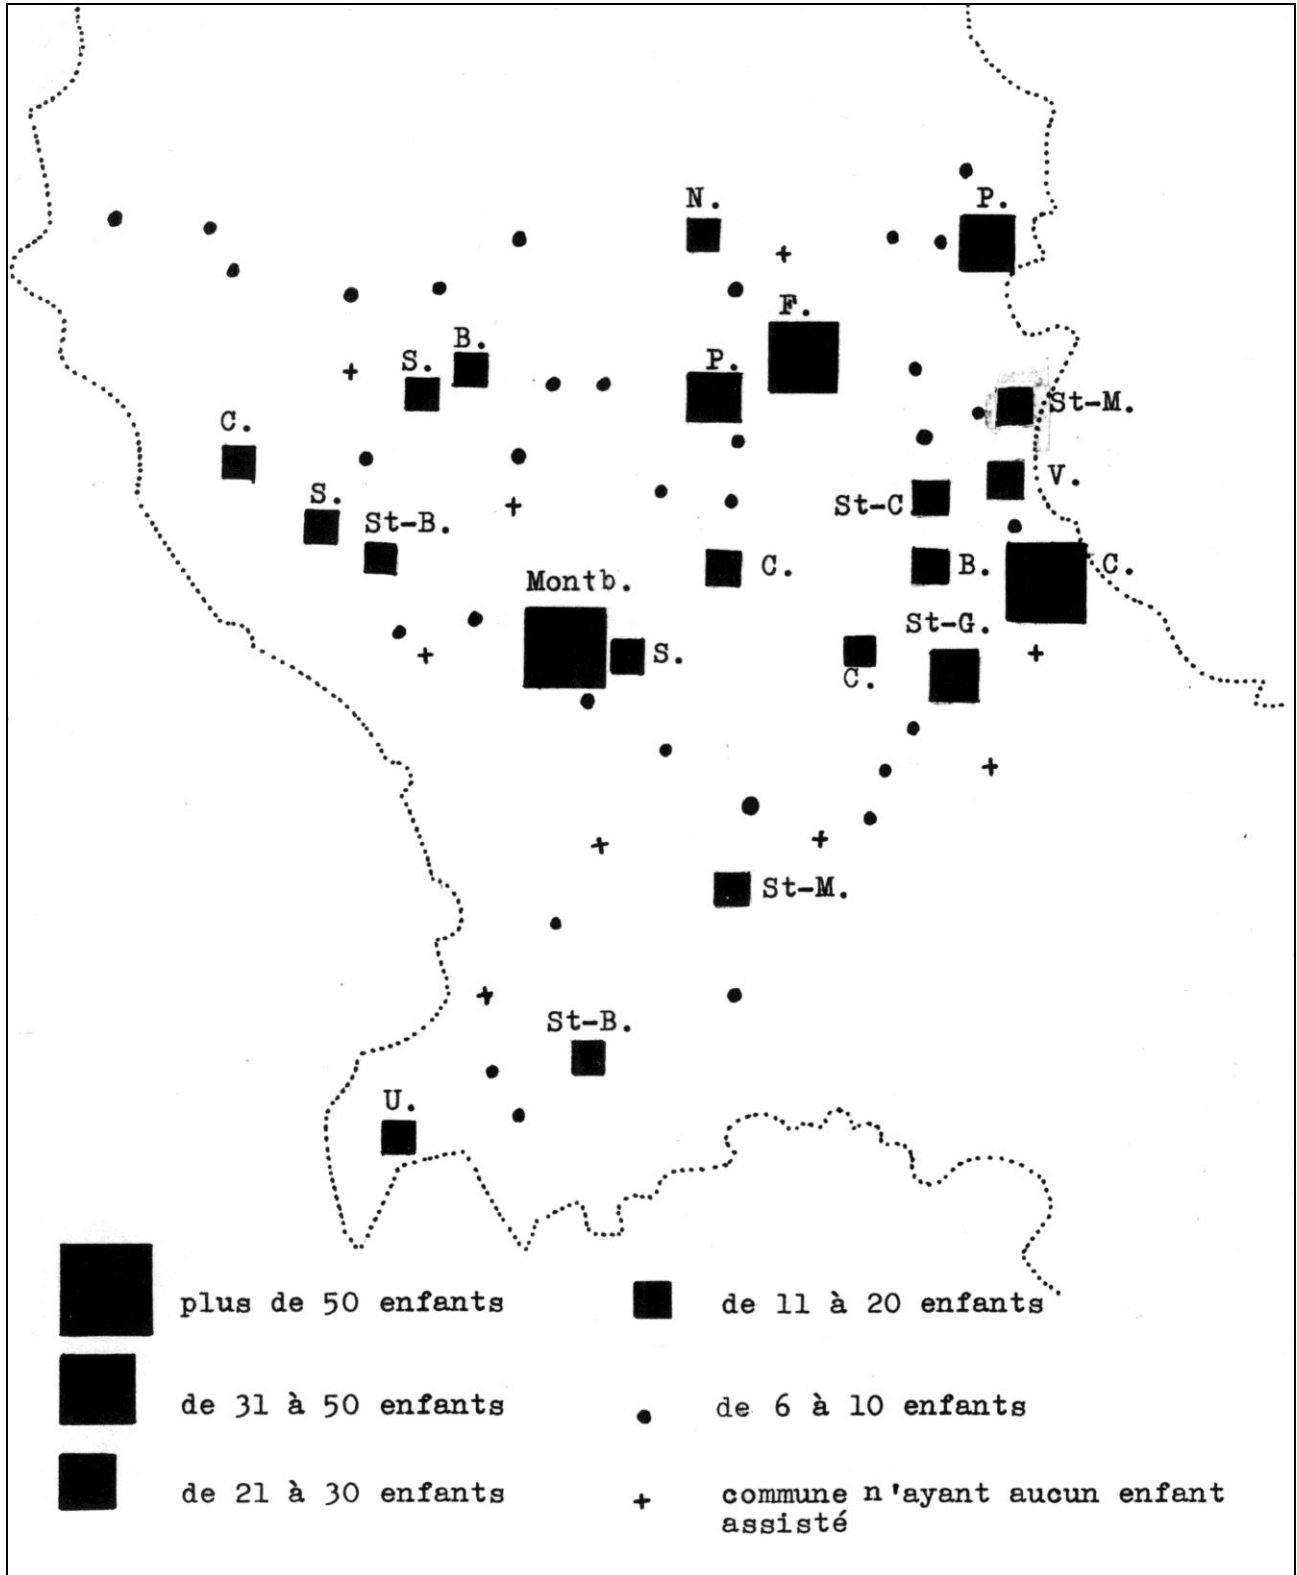 P.
N.
F.
B.
S.
P.
St-M.
C.
V.
S.
St-C
St-B.
C.
B.
C.
Montb.
St-G.
S.
C.
St-M.
St-B.
U.
plus de 50 enfants
de 11 à 20 enfants
de 31 à 50 enfants
de 6 à 10 enfants
de 21 à 30 enfants
commune n'ayant aucun enfant
assisté